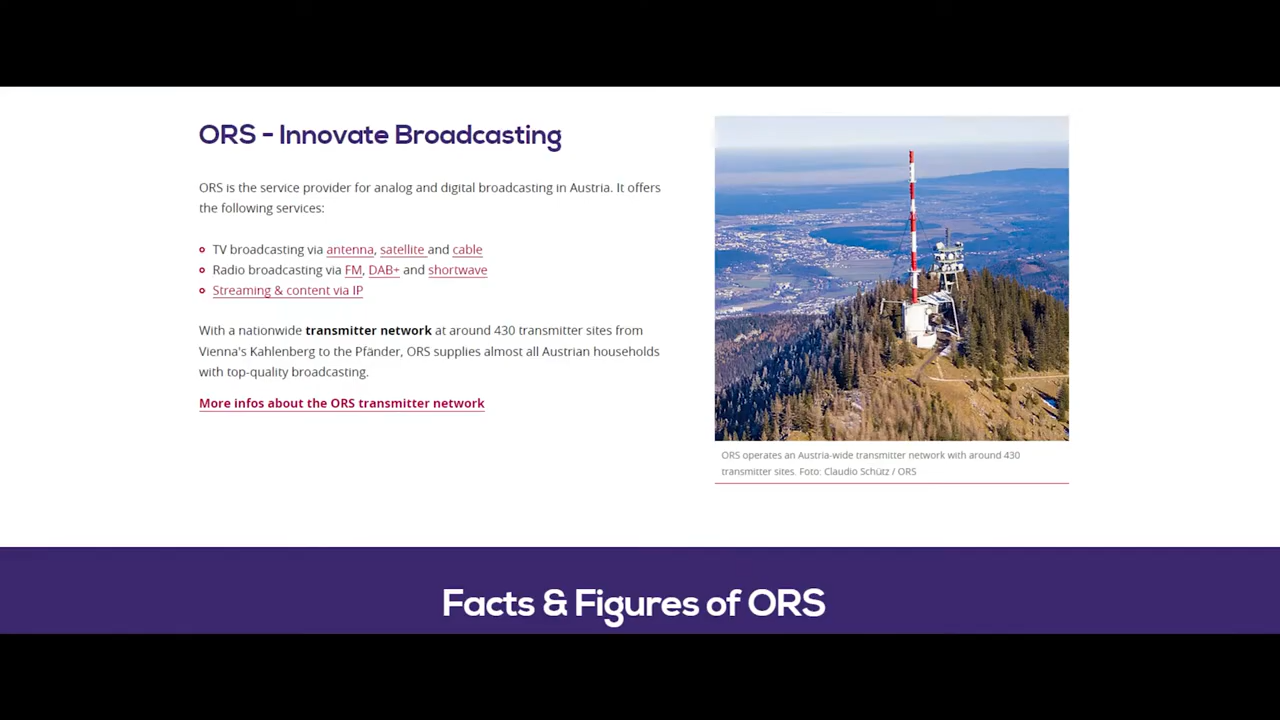 ORS - Innovate Broadcasting
ORS is the service provider for analog and digital broadcasting in Austria. It offers
the following services:
TV broadcasting via antenna, satellite and cable
Radio broadcasting via FM, DAB+ and shortwave
Streaming & content via IP
With a nationwide transmitter network at around 430 transmitter sites from
Vienna's Kahlenberg to the Pfänder, ORS supplies almost all Austrian households
with top-quality broadcasting.
More infos about the ORS transmitter network
ORS operates an Austria-wide transmitter network with around 430
transmitter sites. Foto: Claudio Schütz / ORS
Facts & Figures of ORS